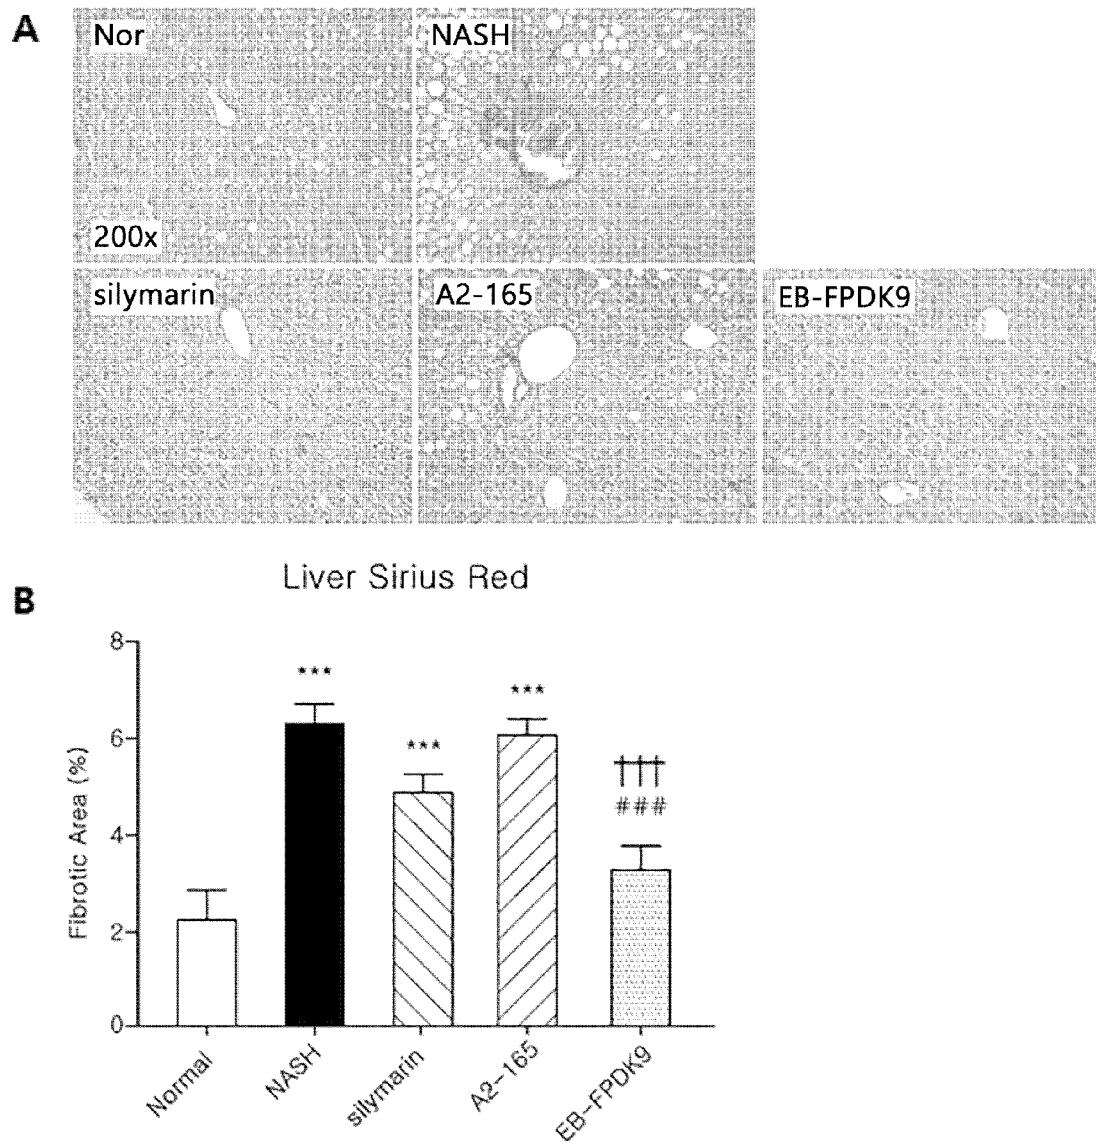 A
Nor
NASH
200x
silymarin
A2-165
EB-FPDK9
B
Liver Sirius Red
Fibrotic Area (%)
8
6
4
2
0
***
***
***
†††
###
Normal
NASH
silymarin
A2-165
EB-FPDK9